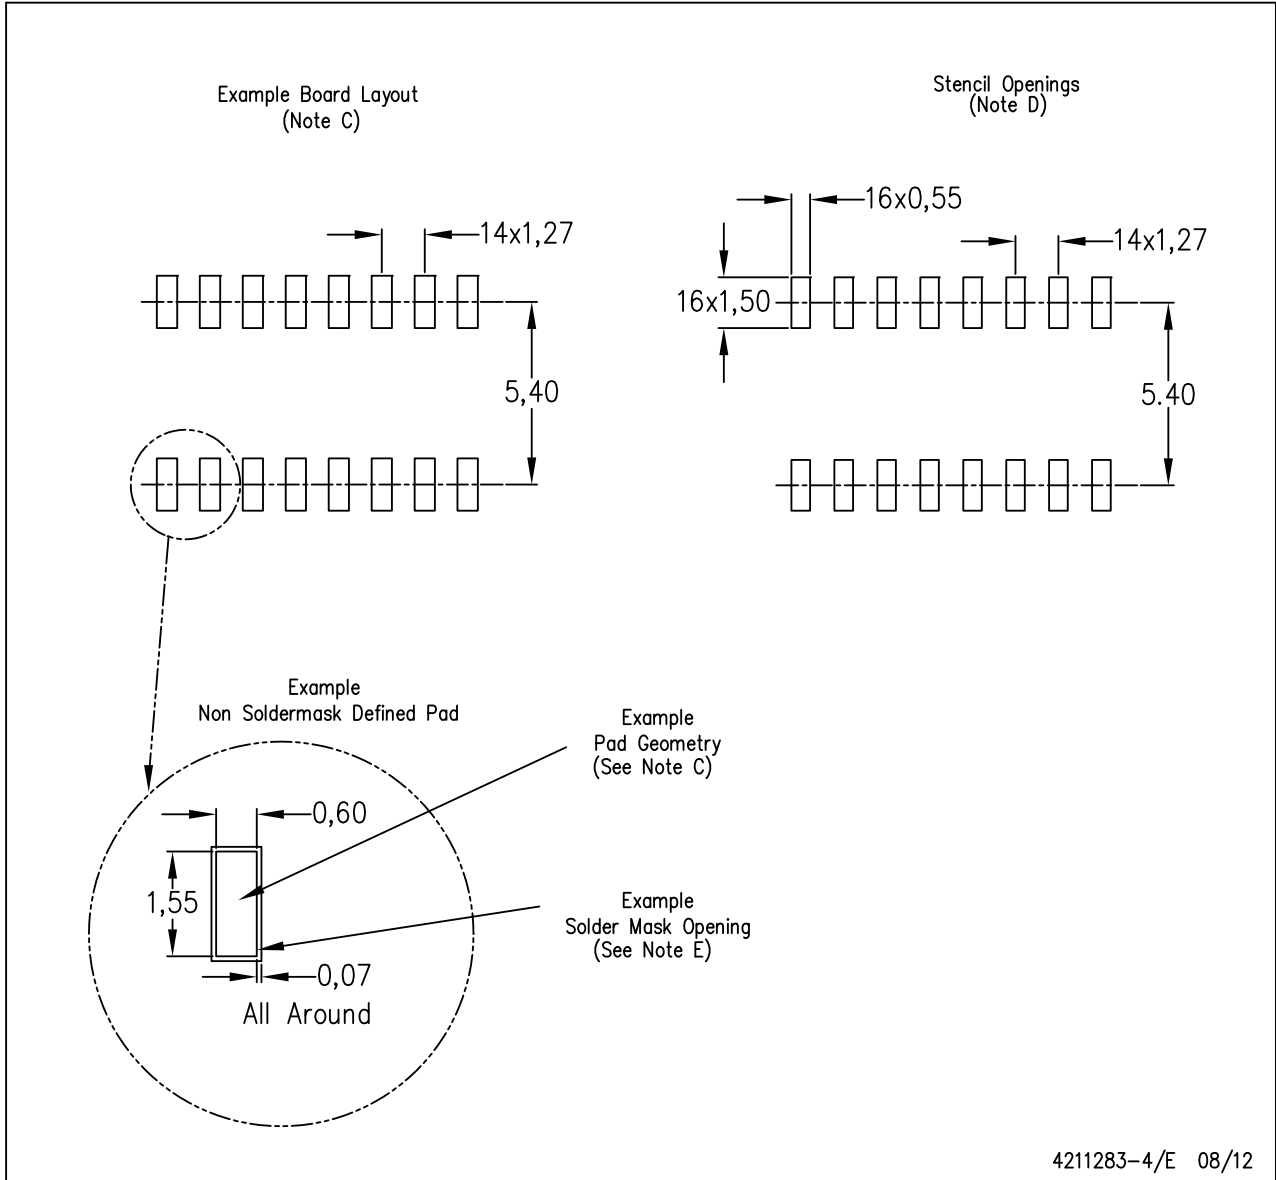 Example Board Layout
(Note C)
14x1,27
5,40
Stencil Openings
(Note D)
16x0,55
14x1,27
16x1,50
5.40
Example
Non Soldermask Defined Pad
0,60
1,55
0,07
All Around
Example
Pad Geometry
(See Note C)
Example
Solder Mask Opening
(See Note E)
4211283-4/E 08/12